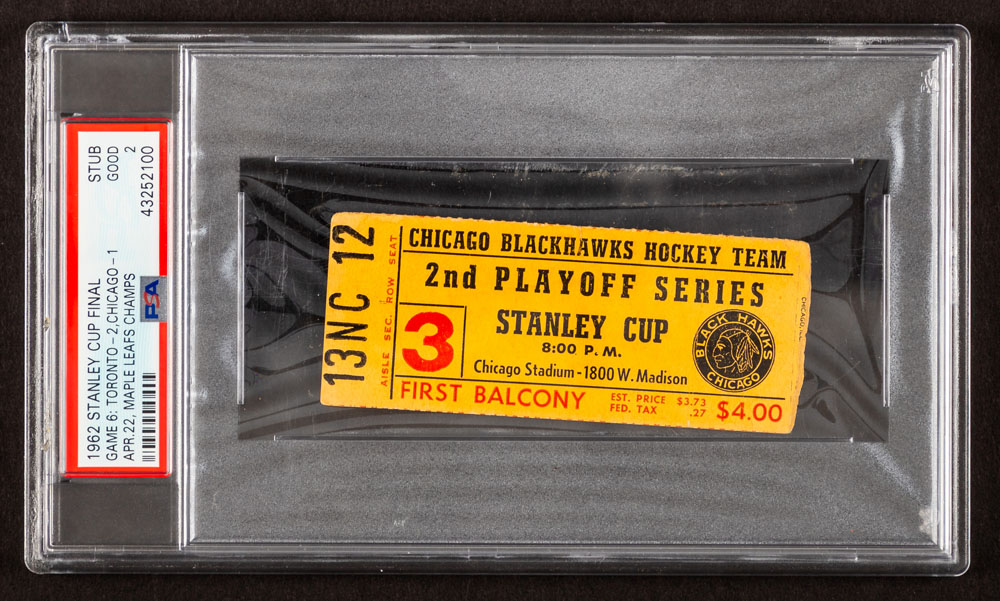 1962 STANLEY CUP FINAL STUB
GAME 6: TORONTO-2,CHICAGO-1 GOOD 2
APR.22, MAPLE LEAFS CHAMPS 43252100
PSA
13NC 12
AISLE SEC. ROW SEAT
CHICAGO BLACKHAWKS HOCKEY TEAM
2nd PLAYOFF SERIES
3
STANLEY CUP
8:00 P. M.
Chicago Stadium-1800 W. Madison
FIRST BALCONY
EST. PRICE $3.73
FED. TAX .27
$4.00
BLACK HAWKS
CHICAGO
CHICAGO, ILL.